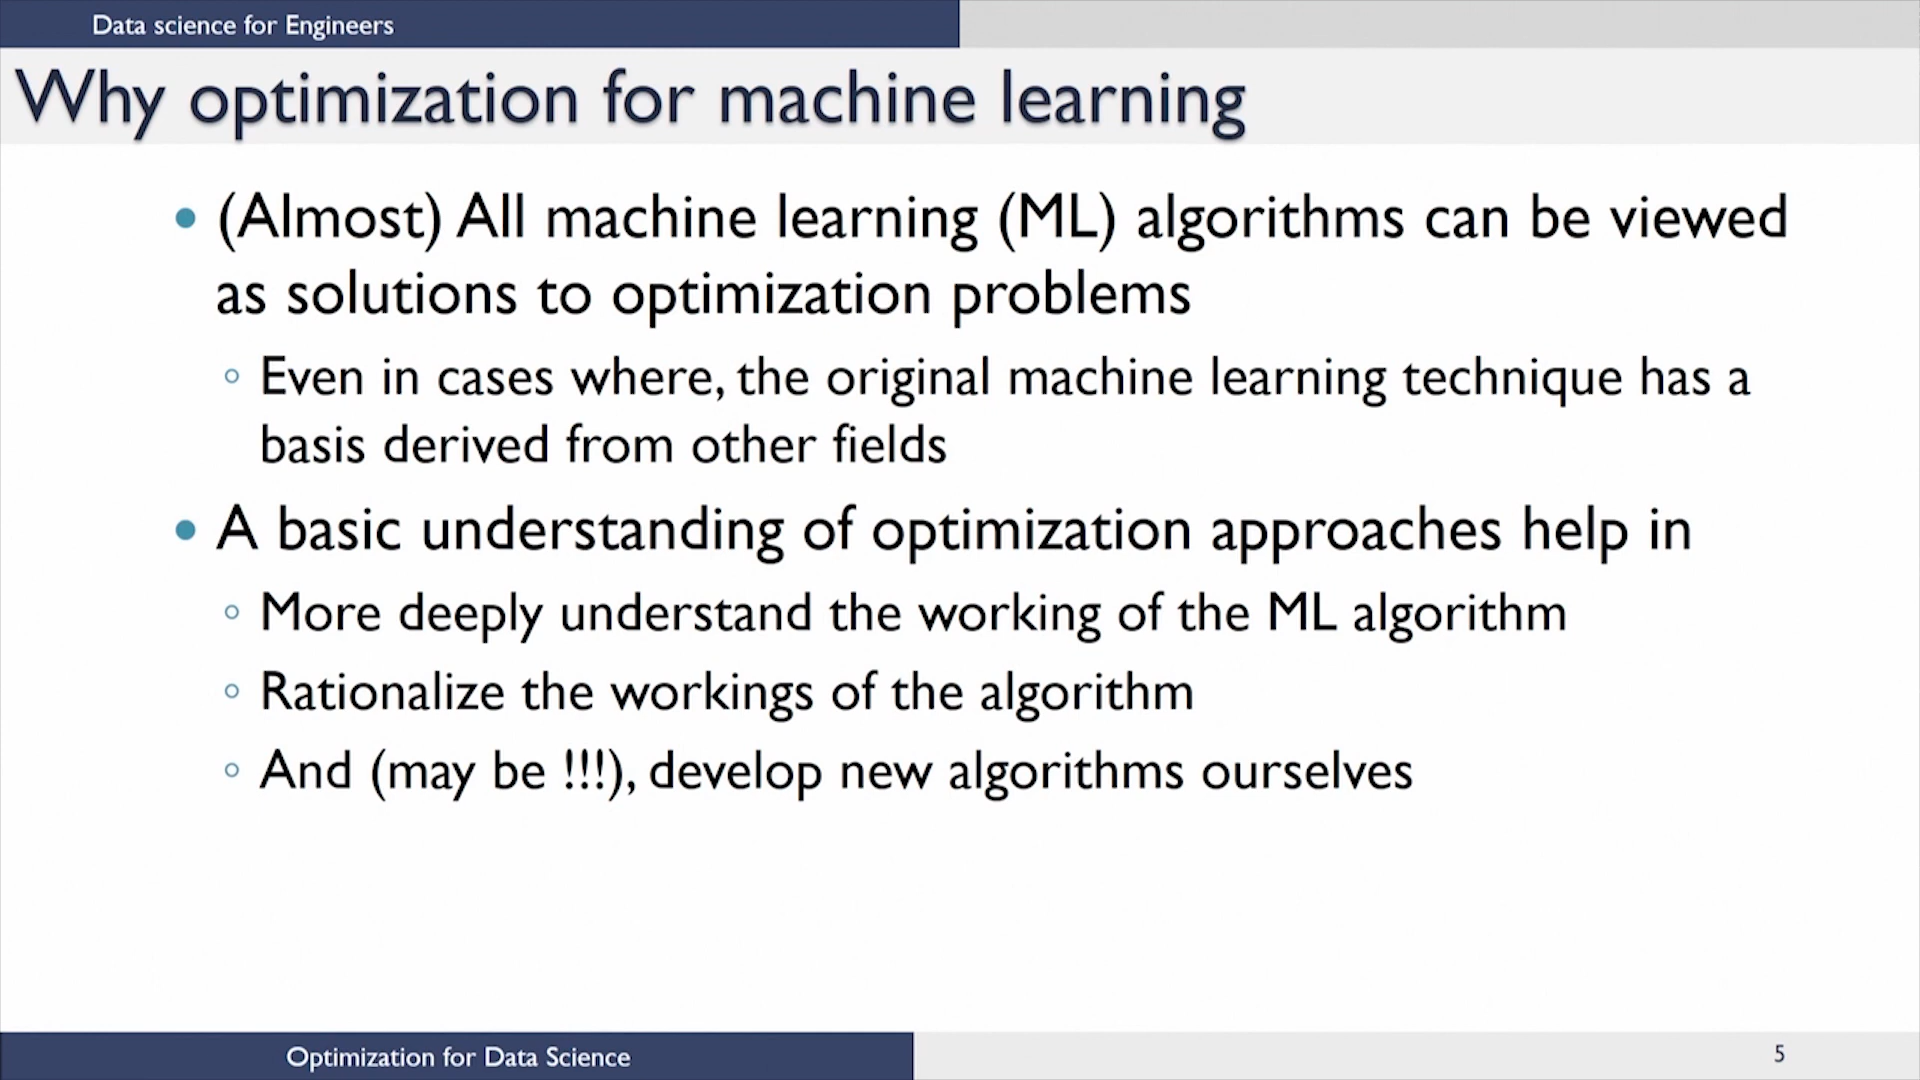 Data science for Engineers
Why optimization for machine learning
• (Almost) All machine learning (ML) algorithms can be viewed
as solutions to optimization problems
◦ Even in cases where, the original machine learning technique has a
basis derived from other fields
• A basic understanding of optimization approaches help in
◦ More deeply understand the working of the ML algorithm
◦ Rationalize the workings of the algorithm
◦ And (may be !!!), develop new algorithms ourselves
Optimization for Data Science
5